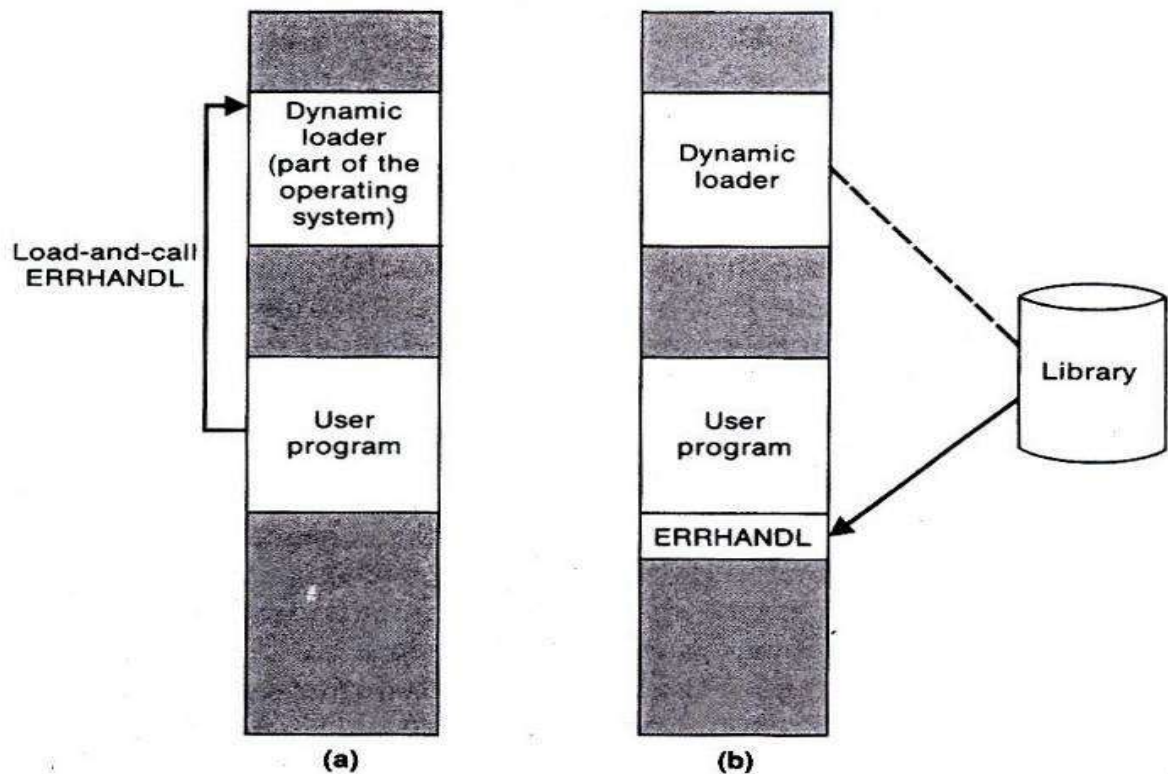 Dynamic
loader
(part of the
operating
system)
Load-and-call
ERRHANDL
User
program
(a)
Dynamic
loader
User
program
ERRHANDL
Library
(b)